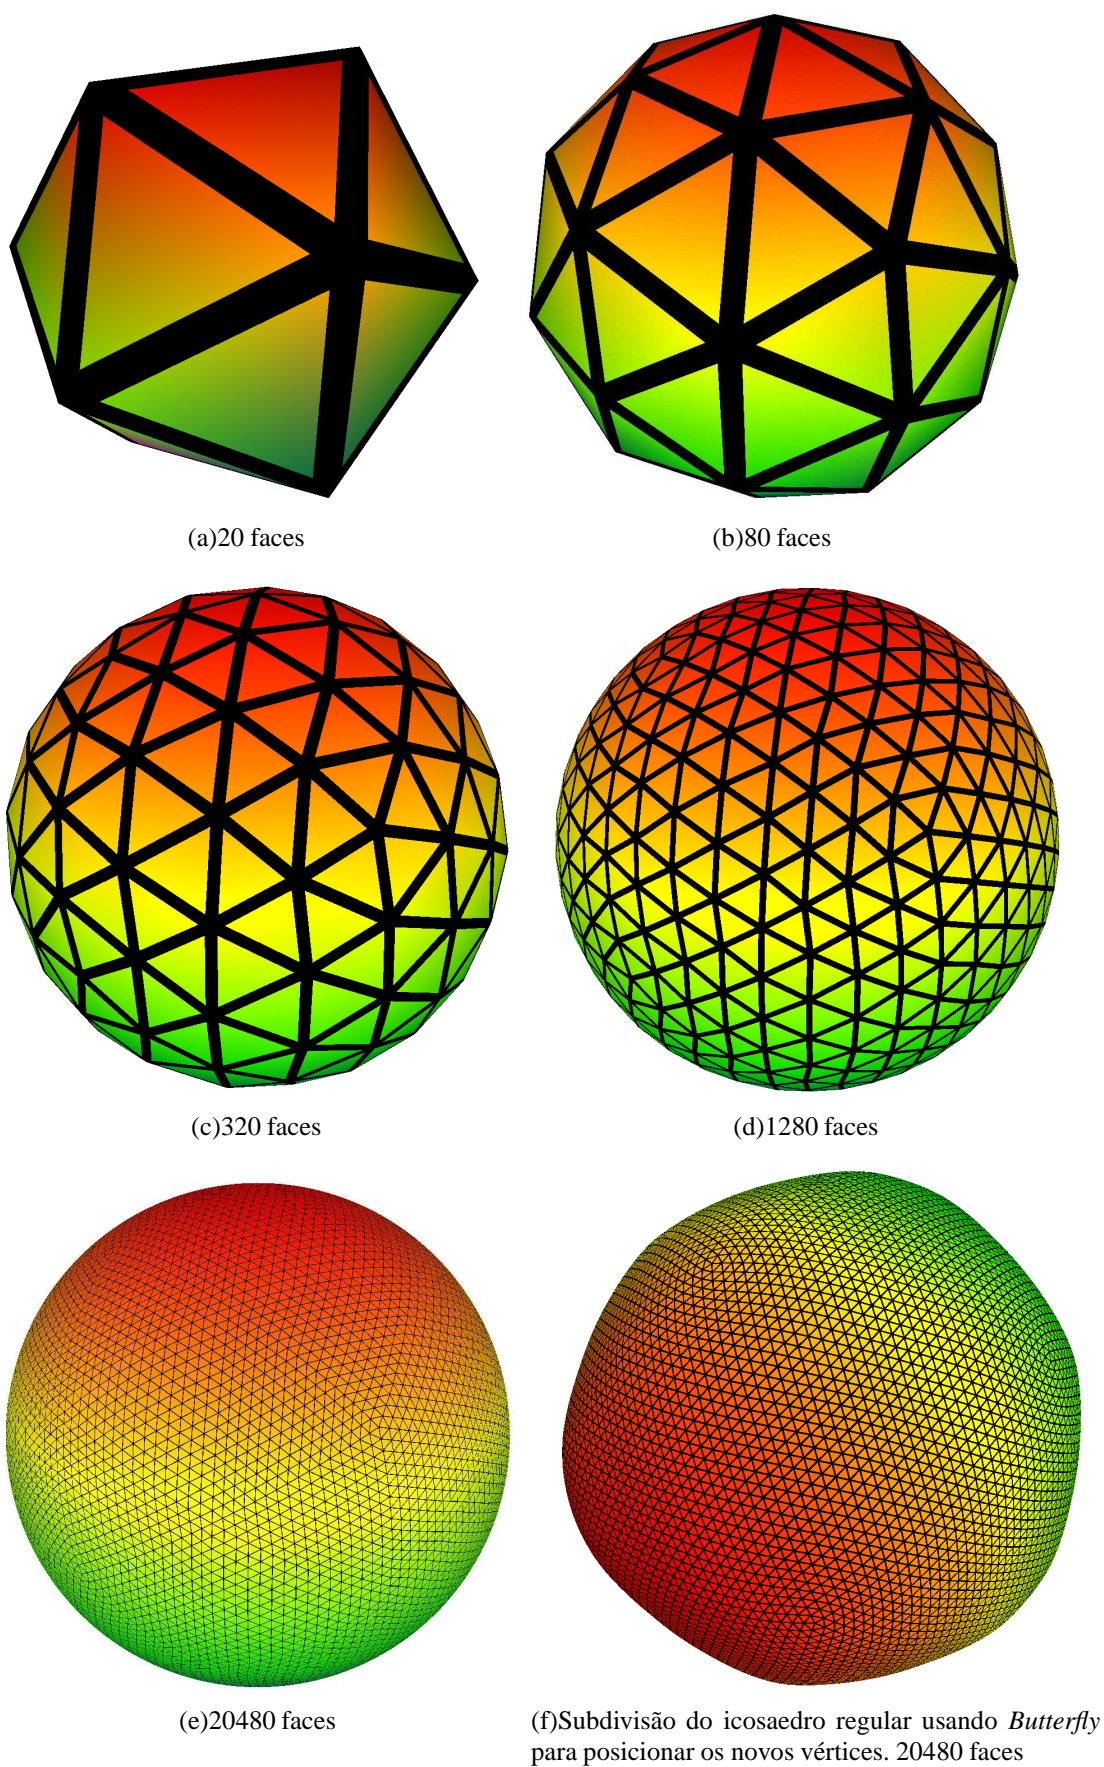 (a)20 faces
(b)80 faces
(c)320 faces
(d)1280 faces
(e)20480 faces
(f)Subdivisão do icosaedro regular usando Butterfly
para posicionar os novos vértices. 20480 faces